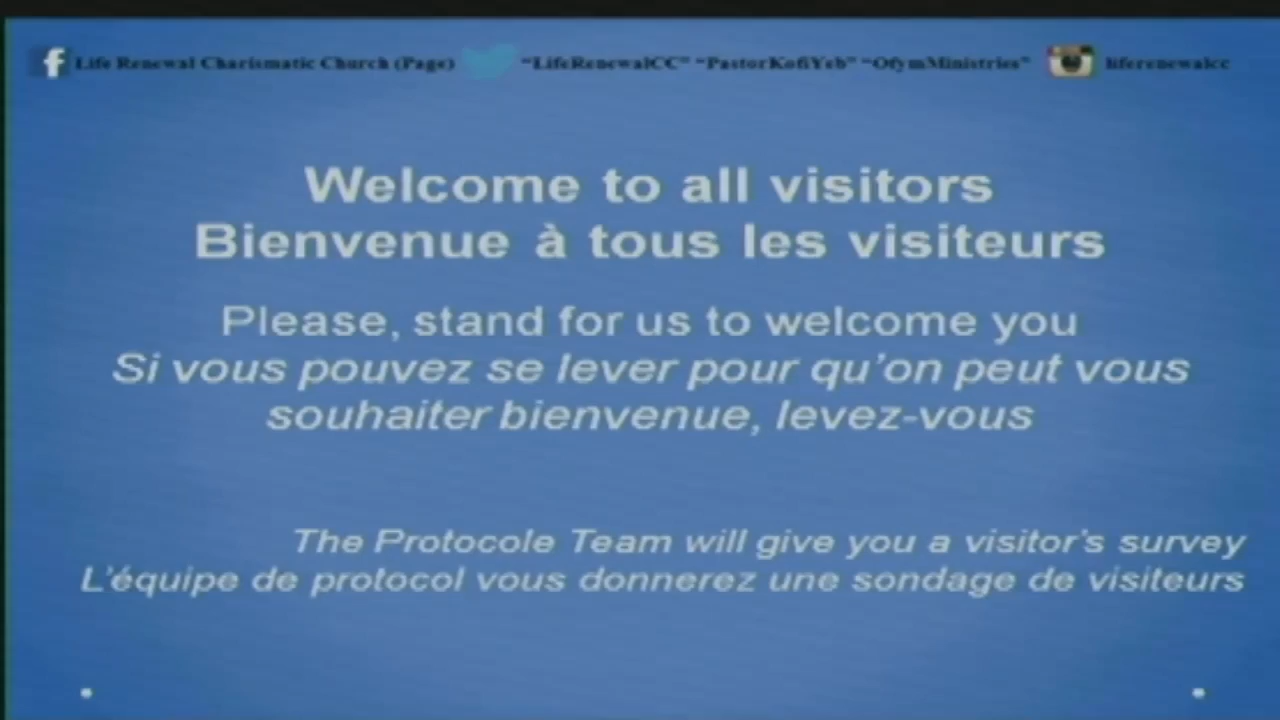 Life Renewal Charismatic Church (Page) "LifeRenewalCC" "PastorKofiYeb" "OfymMinistries" liferenewalcc
Welcome to all visitors
Bienvenue à tous les visiteurs
Please, stand for us to welcome you
Si vous pouvez se lever pour qu'on peut vous
souhaiter bienvenue, levez-vous
The Protocole Team will give you a visitor's survey
L'équipe de protocol vous donnerez une sondage de visiteurs